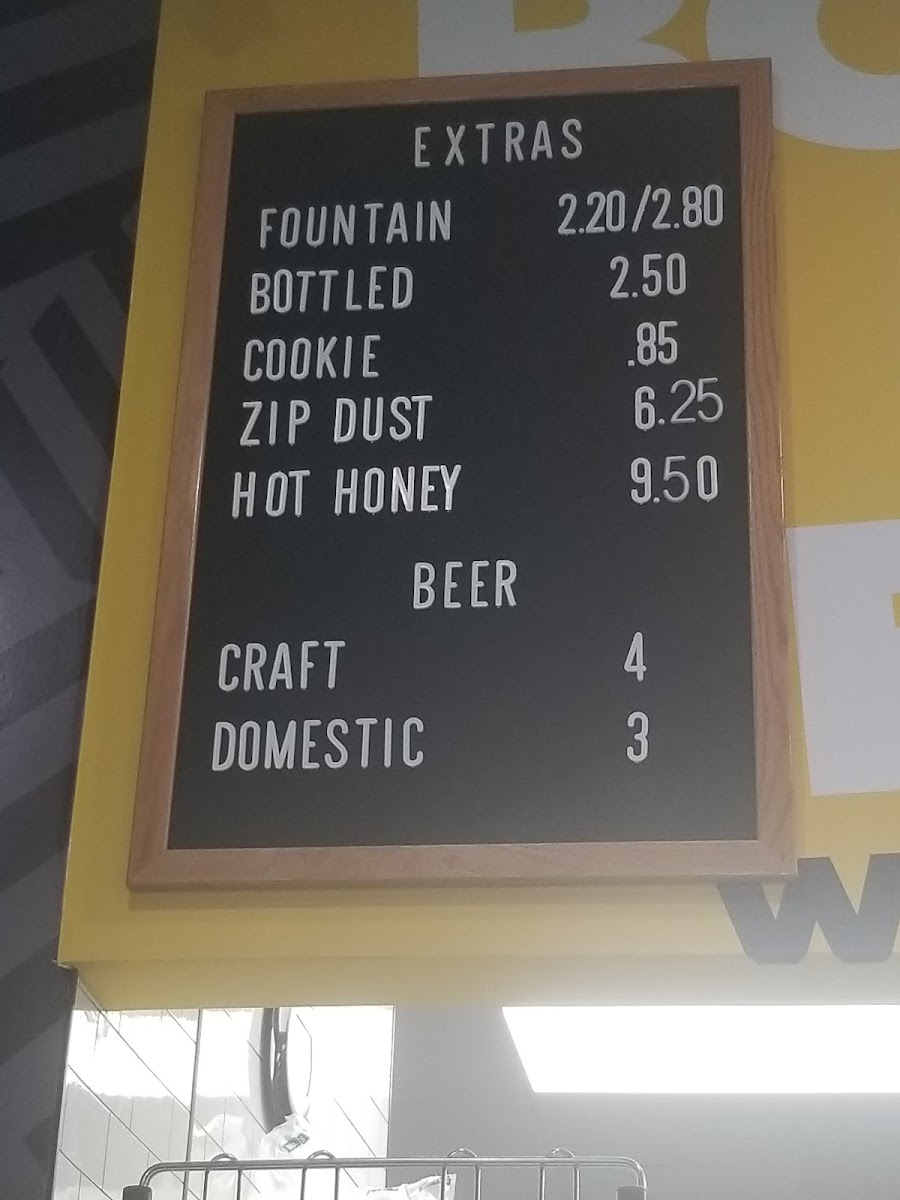 EXTRAS
FOUNTAIN 2.20/2.80
BOTTLED 2.50
COOKIE .85
ZIP DUST 6.25
HOT HONEY 9.50
BEER
CRAFT 4
DOMESTIC 3